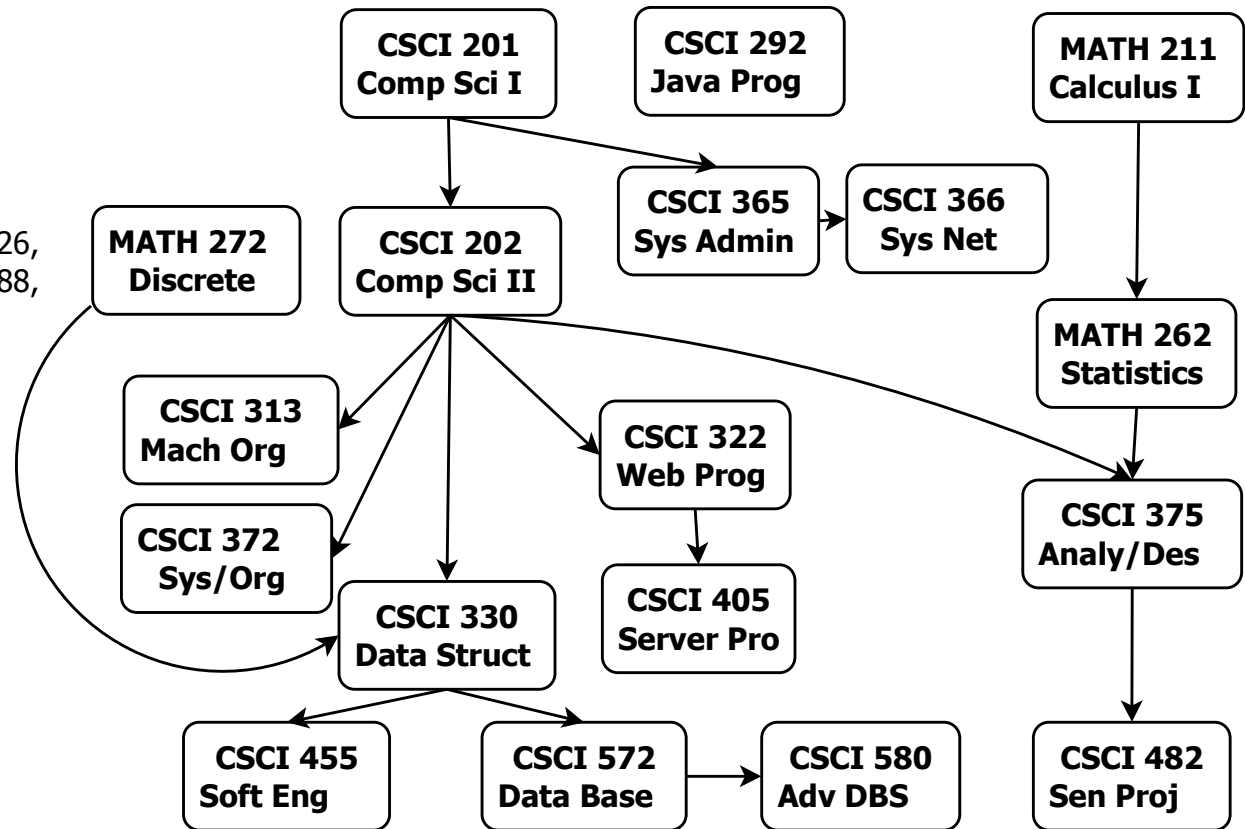 CSCI 201
Comp Sci I
CSCI 292
Java Prog
MATH 211
Calculus I
CSCI 365
Sys Admin
CSCI 366
Sys Net
26,
88,
MATH 272
Discrete
CSCI 202
Comp Sci II
MATH 262
Statistics
CSCI 313
Mach Org
CSCI 322
Web Prog
CSCI 375
Analy/Des
CSCI 372
Sys/Org
CSCI 330
Data Struct
CSCI 405
Server Pro
CSCI 455
Soft Eng
CSCI 572
Data Base
CSCI 580
Adv DBS
CSCI 482
Sen Proj